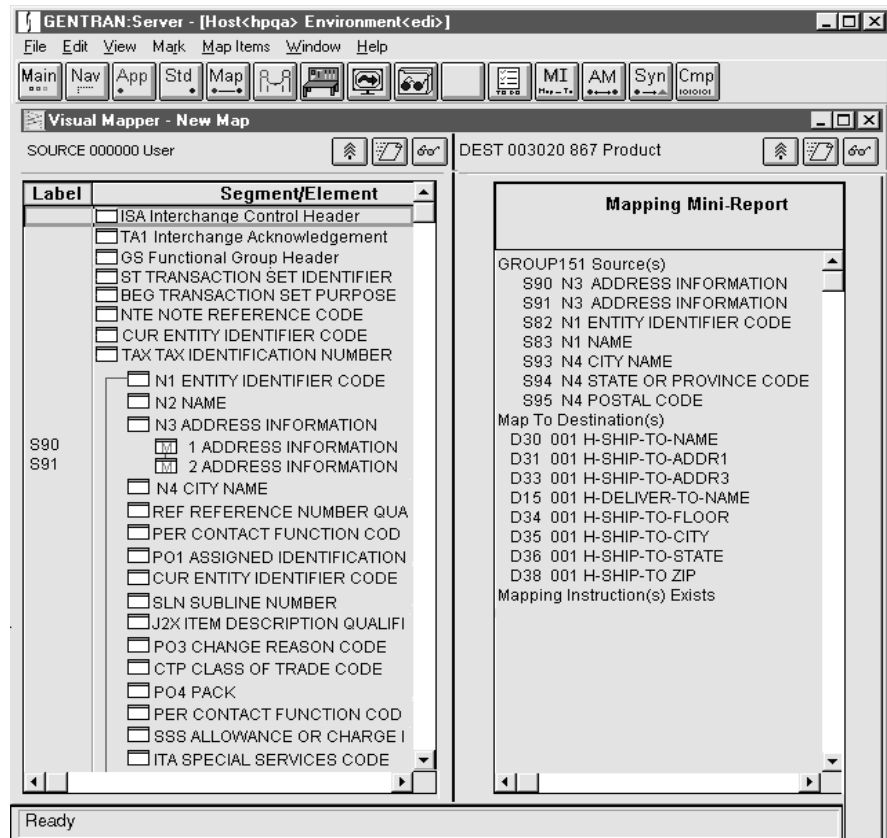 GENTRAN:Server - [Host<hpqa> Environment<edi>]
File Edit View Mark Map Items Window Help
Main Nav App Std Map TO DO MI Map_To AM Syn Cmp 1010101
Visual Mapper - New Map
SOURCE 000000 User
DEST 003020 867 Product
Label Segment/Element
ISA Interchange Control Header
TA1 Interchange Acknowledgement
GS Functional Group Header
ST TRANSACTION SET IDENTIFIER
BEG TRANSACTION SET PURPOSE
NTE NOTE REFERENCE CODE
CUR ENTITY IDENTIFIER CODE
TAX TAX IDENTIFICATION NUMBER
N1 ENTITY IDENTIFIER CODE
N2 NAME
N3 ADDRESS INFORMATION
S90 M 1 ADDRESS INFORMATION
S91 M 2 ADDRESS INFORMATION
N4 CITY NAME
REF REFERENCE NUMBER QUA
PER CONTACT FUNCTION COD
PO1 ASSIGNED IDENTIFICATION
CUR ENTITY IDENTIFIER CODE
SLN SUBLINE NUMBER
J2X ITEM DESCRIPTION QUALIFI
PO3 CHANGE REASON CODE
CTP CLASS OF TRADE CODE
PO4 PACK
PER CONTACT FUNCTION COD
SSS ALLOWANCE OR CHARGE I
ITA SPECIAL SERVICES CODE
Mapping Mini-Report
GROUP151 Source(s)
S90 N3 ADDRESS INFORMATION
S91 N3 ADDRESS INFORMATION
S82 N1 ENTITY IDENTIFIER CODE
S83 N1 NAME
S93 N4 CITY NAME
S94 N4 STATE OR PROVINCE CODE
S95 N4 POSTAL CODE
Map To Destination(s)
D30 001 H-SHIP-TO-NAME
D31 001 H-SHIP-TO-ADDR1
D33 001 H-SHIP-TO-ADDR3
D15 001 H-DELIVER-TO-NAME
D34 001 H-SHIP-TO-FLOOR
D35 001 H-SHIP-TO-CITY
D36 001 H-SHIP-TO-STATE
D38 001 H-SHIP-TO ZIP
Mapping Instruction(s) Exists
Ready